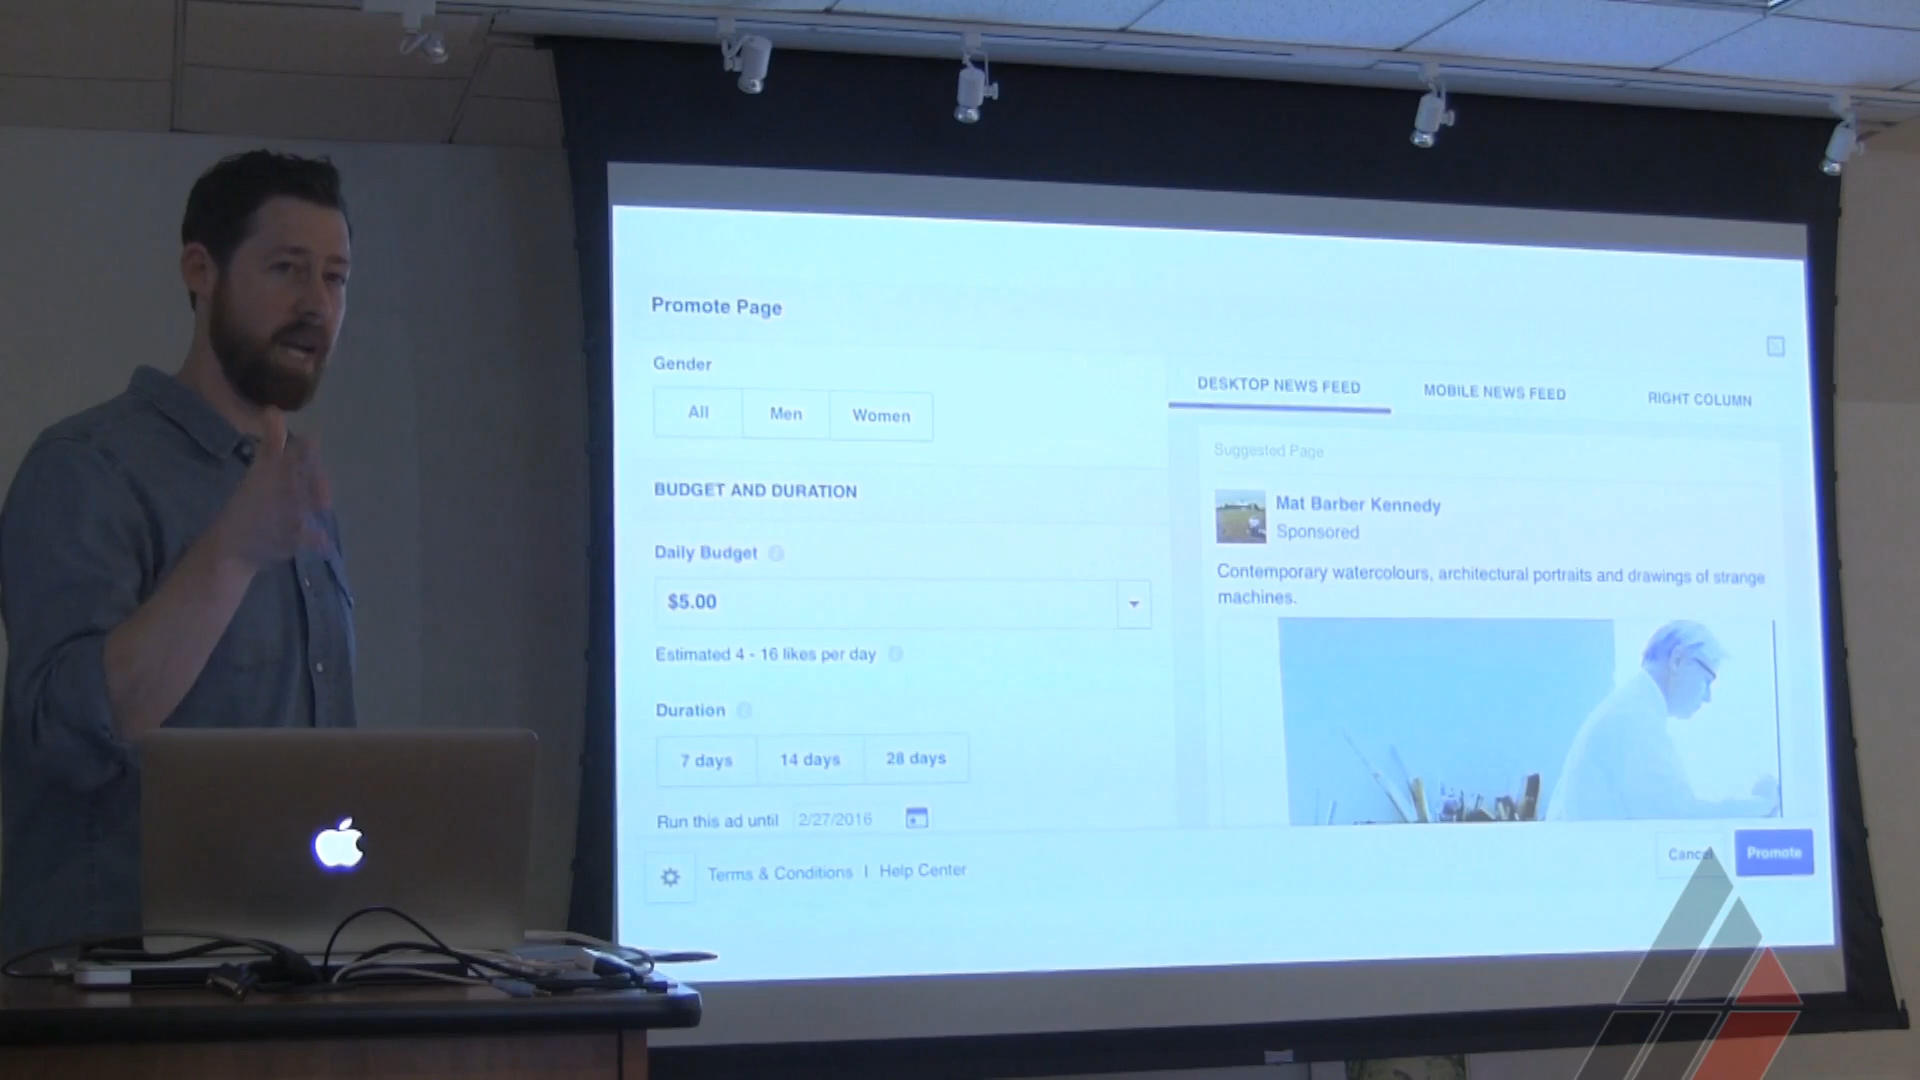 Promote Page
Gender
All Men Women
BUDGET AND DURATION
Daily Budget
$5.00
Estimated 4 - 16 likes per day
Duration
7 days 14 days 28 days
Run this ad until 2/27/2016
Terms & Conditions | Help Center
DESKTOP NEWS FEED MOBILE NEWS FEED RIGHT COLUMN
Suggested Page
Mat Barber Kennedy
Sponsored
Contemporary watercolours, architectural portraits and drawings of strange
machines.
Cancel Promote